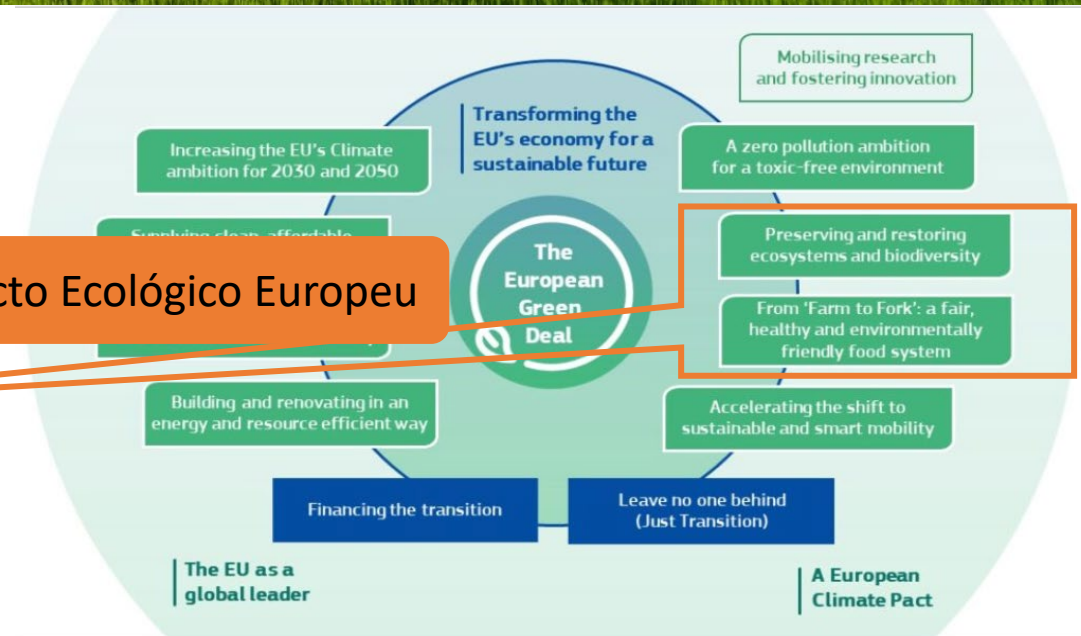 Mobilising research
and fostering innovation
Transforming the
EU's economy for a
sustainable future
Increasing the EU's Climate
ambition for 2030 and 2050
A zero pollution ambition
for a toxic-free environment
Preserving and restoring
ecosystems and biodiversity
cto Ecológico Europeu
The
European
Green
Deal
From 'Farm to Fork': a fair,
healthy and environmentally
friendly food system
Building and renovating in an
energy and resource efficient way
Accelerating the shift to
sustainable and smart mobility
Financing the transition
Leave no one behind
(Just Transition)
The EU as a
global leader
A European
Climate Pact